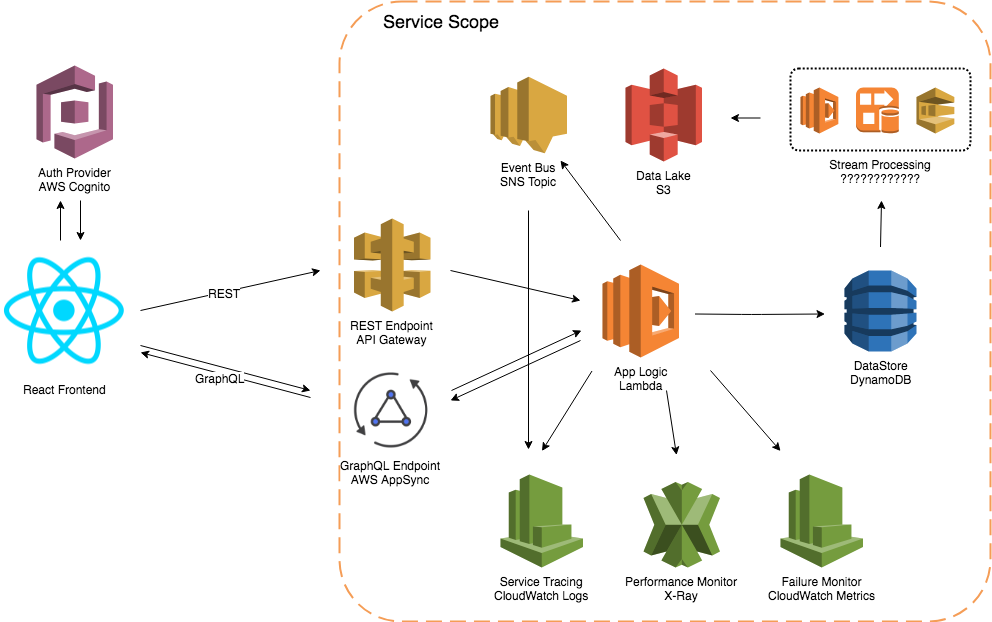 Service Scope
Auth Provider
AWS Cognito
Event Bus
SNS Topic
Data Lake
S3
Stream Processing
????????????
REST
REST Endpoint
API Gateway
React Frontend
GraphQL
App Logic
Lambda
DataStore
DynamoDB
GraphQL Endpoint
AWS AppSync
Service Tracing
CloudWatch Logs
Performance Monitor
X-Ray
Failure Monitor
CloudWatch Metrics